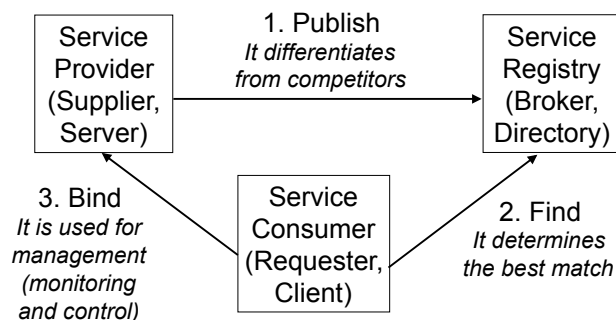 Service
Provider
(Supplier,
Server)
1. Publish
It differentiates
from competitors
Service
Registry
(Broker,
Directory)
3. Bind
It is used for
management
(monitoring
and control)
Service
Consumer
(Requester,
Client)
2. Find
It determines
the best match